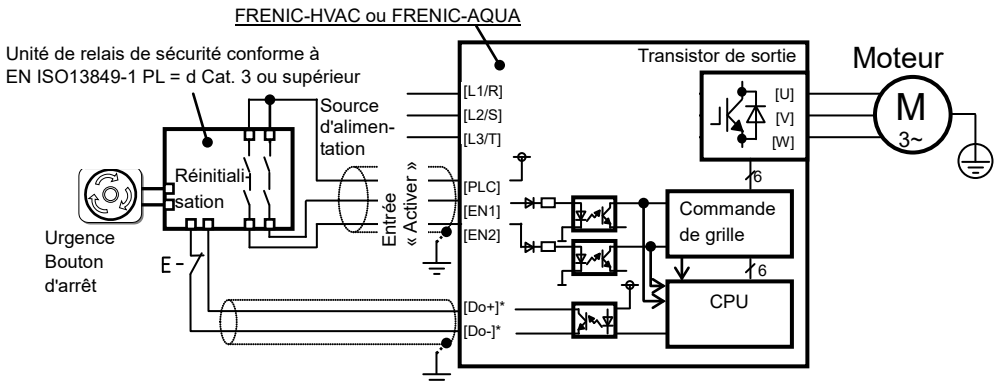 FRENIC-HVAC ou FRENIC-AQUA
Unité de relais de sécurité conforme à
EN ISO13849-1 PL = d Cat. 3 ou supérieur
Transistor de sortie
Moteur
Source
d'alimen-
tation
[L1/R]
[L2/S]
[L3/T]
[U]
[V]
[W]
M
3~
Réinitiali-
sation
Entrée
« Activer »
[PLC]
[EN1]
[EN2]
6
Commande
de grille
6
CPU
Urgence
Bouton
d'arrêt
E
[Do+]*
[Do-]*